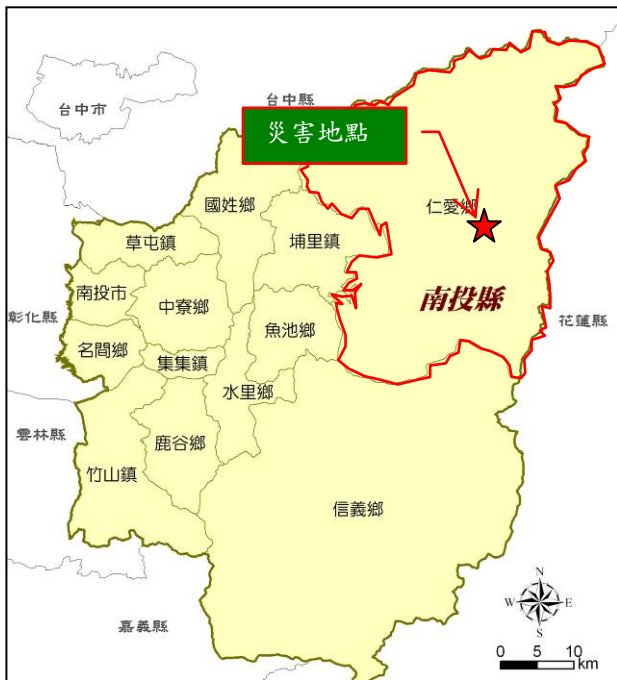 台中市
台中縣
災害地點
國姓鄉
仁愛鄉
草屯鎮
埔里鎮
南投市
中寮鄉
南投縣
彰化縣
魚池鄉
花蓮縣
名間鄉
集集鎮
水里鄉
雲林縣
鹿谷鄉
竹山鎮
信義鄉
N
W
E
S
嘉義縣
0 5 10
km